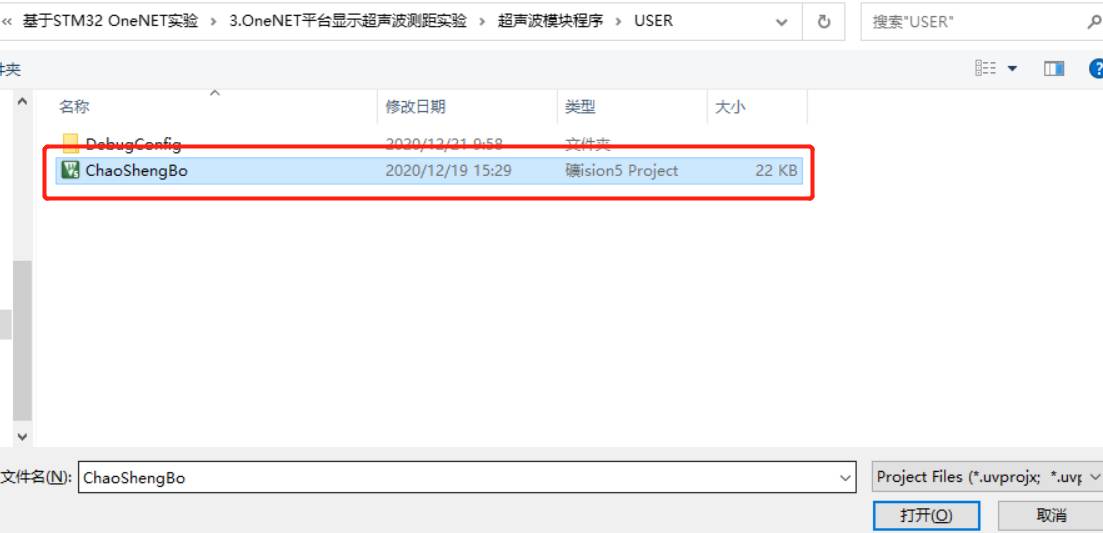 « 基于STM32 OneNET实验 › 3.OneNET平台显示超声波测距实验 › 超声波模块程序 › USER 搜索"USER"
件夹
名称 修改日期 类型 大小
DebugConfig 2020/12/21 9:58 文件夹
ChaoShengBo 2020/12/19 15:29 礦ision5 Project 22 KB
文件名(N): ChaoShengBo Project Files (*.uvprojx; *.uvp
打开(O) 取消